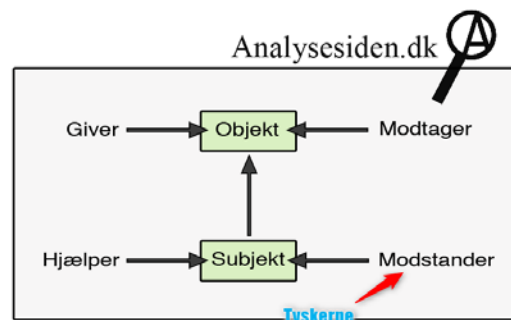 Analysesiden.dk
Giver Objekt Modtager
Hjælper Subjekt Modstander
Tyskerne